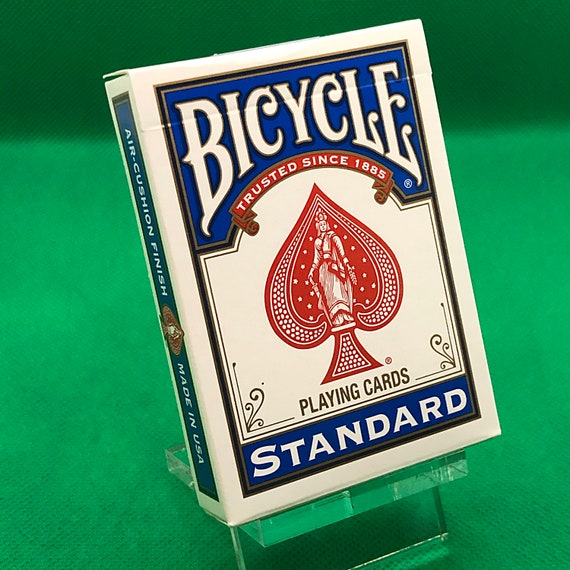 BICYCLE®
TRUSTED SINCE 1885
®
PLAYING CARDS
STANDARD
AIR-CUSHION FINISH
MADE IN USA